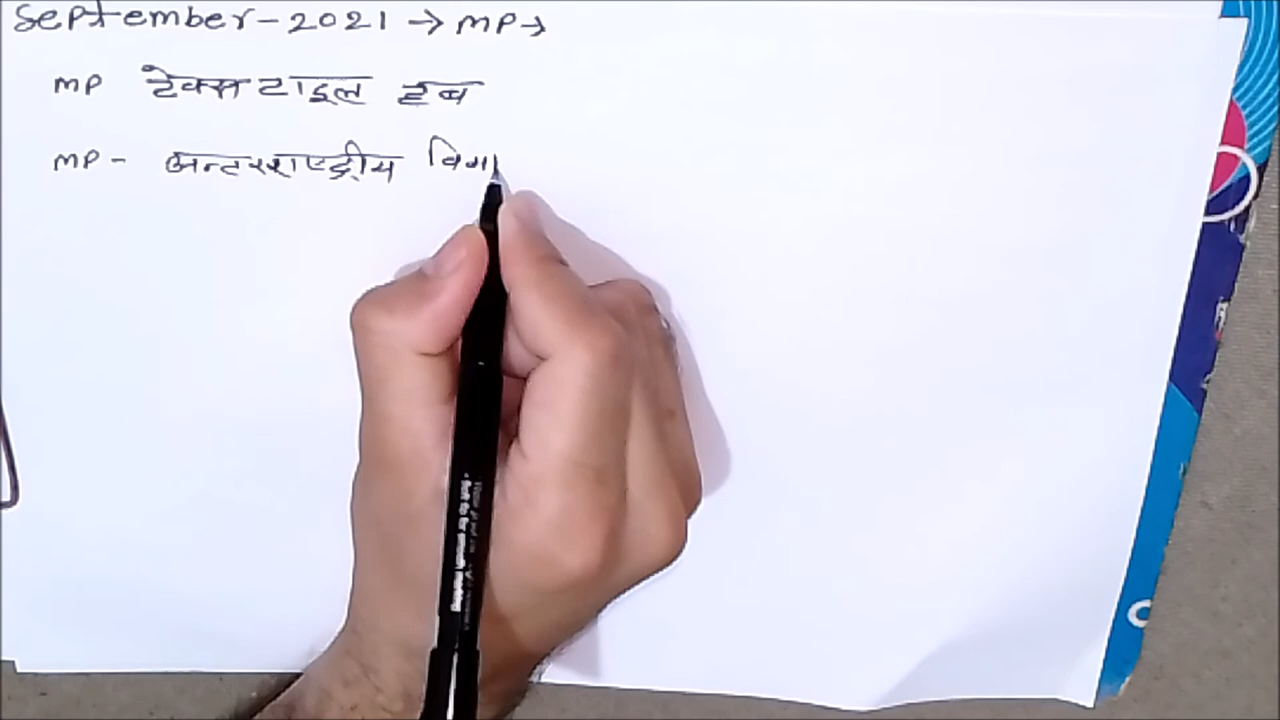 September-2021 → MP→
MP टेक्सटाइल हब
MP - अन्तरराष्ट्रीय विमा